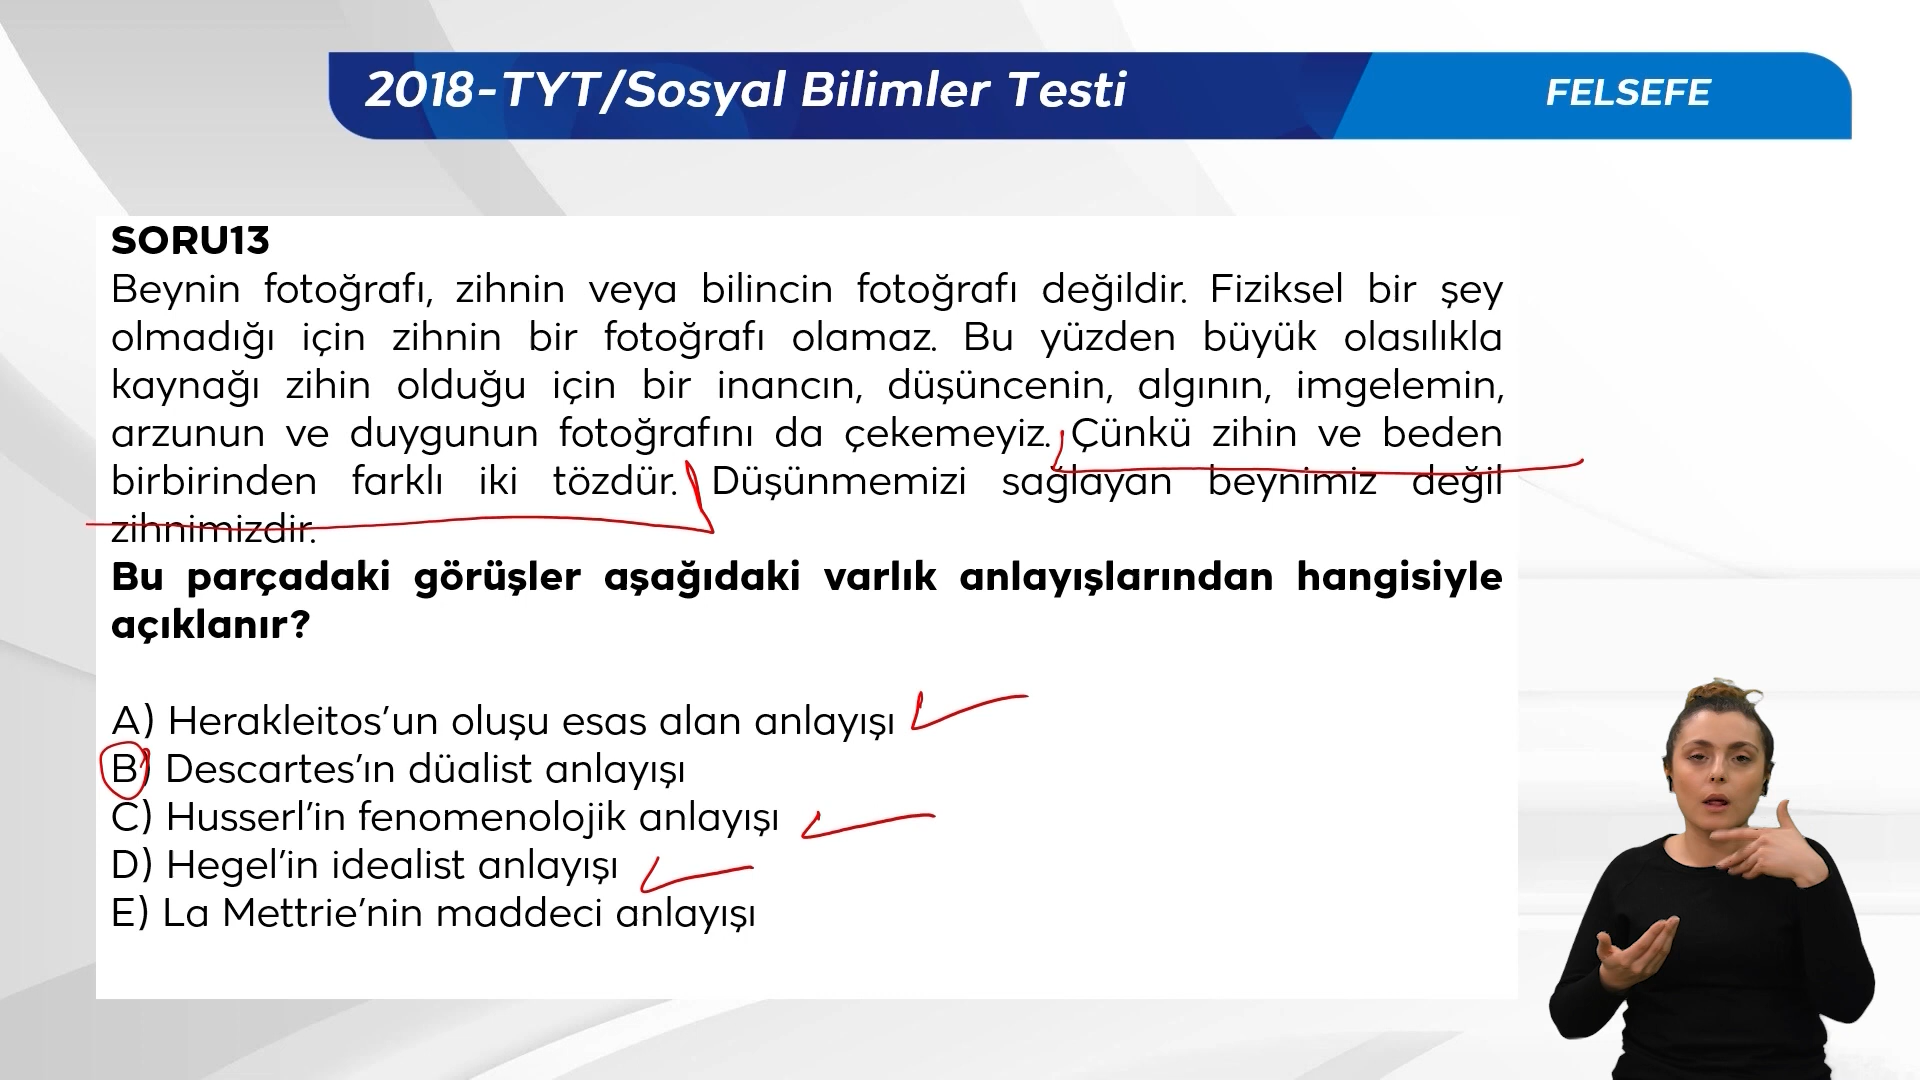 2018-TYT/Sosyal Bilimler Testi
FELSEFE
SORU13
Beynin fotoğrafı, zihnin veya bilincin fotoğrafı değildir. Fiziksel bir şey
olmadığı için zihnin bir fotoğrafı olamaz. Bu yüzden büyük olasılıkla
kaynağı zihin olduğu için bir inancın, düşüncenin, algının, imgelemin,
arzunun ve duygunun fotoğrafını da çekemeyiz. Çünkü zihin ve beden
birbirinden farklı iki tözdür. Düşünmemizi sağlayan beynimiz değil
zihnimizdir.
Bu parçadaki görüşler aşağıdaki varlık anlayışlarından hangisiyle
açıklanır?
A) Herakleitos’un oluşu esas alan anlayışı
B) Descartes’ın düalist anlayışı
C) Husserl’in fenomenolojik anlayışı
D) Hegel’in idealist anlayışı
E) La Mettrie’nin maddeci anlayışı